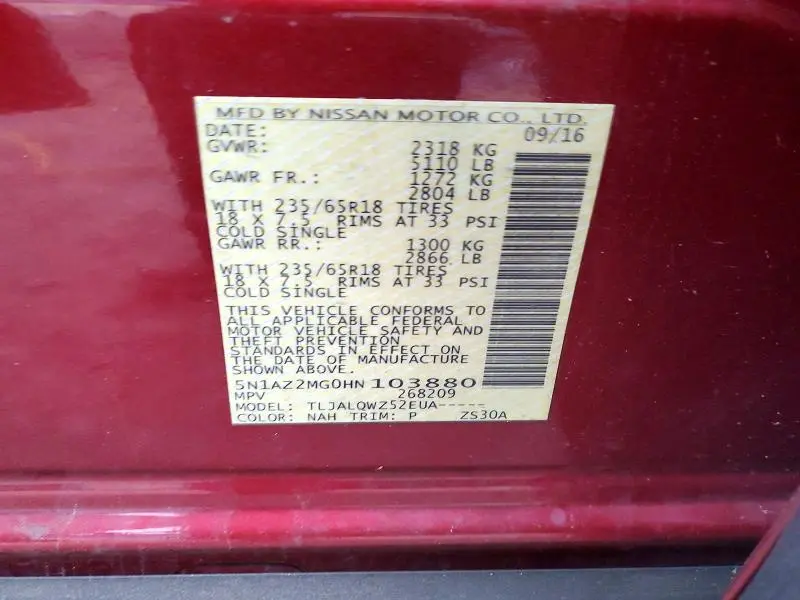 MFD BY NISSAN MOTOR CO., LTD.
DATE: 09/16
GVWR: 2318 KG
5110 LB
GAWR FR.: 1272 KG
2804 LB
WITH 235/65R18 TIRES
18 X 7.5 RIMS AT 33 PSI
COLD SINGLE
GAWR RR.: 1300 KG
2866 LB
WITH 235/65R18 TIRES
18 X 7.5 RIMS AT 33 PSI
COLD SINGLE
THIS VEHICLE CONFORMS TO
ALL APPLICABLE FEDERAL
MOTOR VEHICLE SAFETY AND
THEFT PREVENTION
STANDARDS IN EFFECT ON
THE DATE OF MANUFACTURE
SHOWN ABOVE.
5N1AZ2MG0HN 103880
MPV 268209
MODEL: TLJALQWZ52EUA-----
COLOR: NAH TRIM: P ZS30A